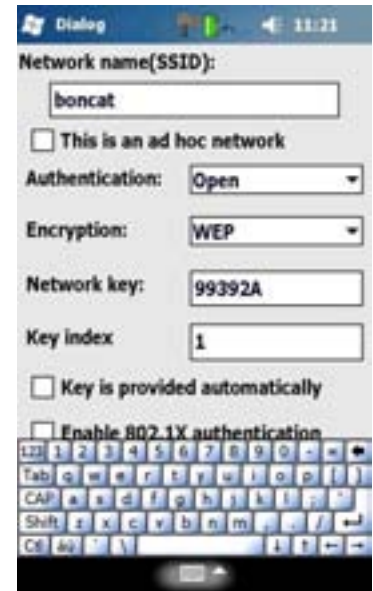 Dialog 11:21
Network name(SSID):
boncat
This is an ad hoc network
Authentication: Open
Encryption: WEP
Network key: 99392A
Key index 1
Key is provided automatically
Enable 802.1X authentication
123 1 2 3 4 5 6 7 8 9 0 - =
Tab q w e r t y u i o p [ ]
CAP a s d f g h j k l ; '
Shift z x c v b n m , . /
Ctl áü ` \